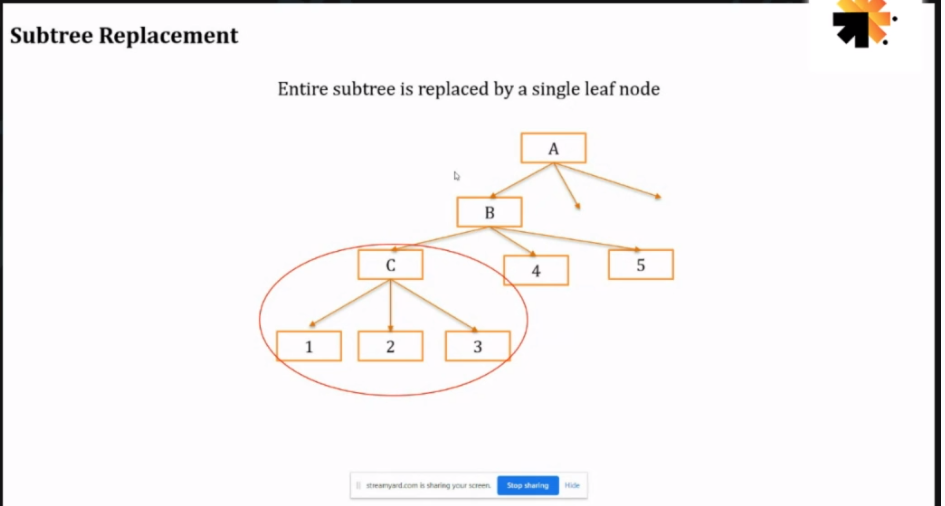 Subtree Replacement
Entire subtree is replaced by a single leaf node
A
B
C
4
5
1
2
3
streamyard.com is sharing your screen.
Stop sharing
Hide